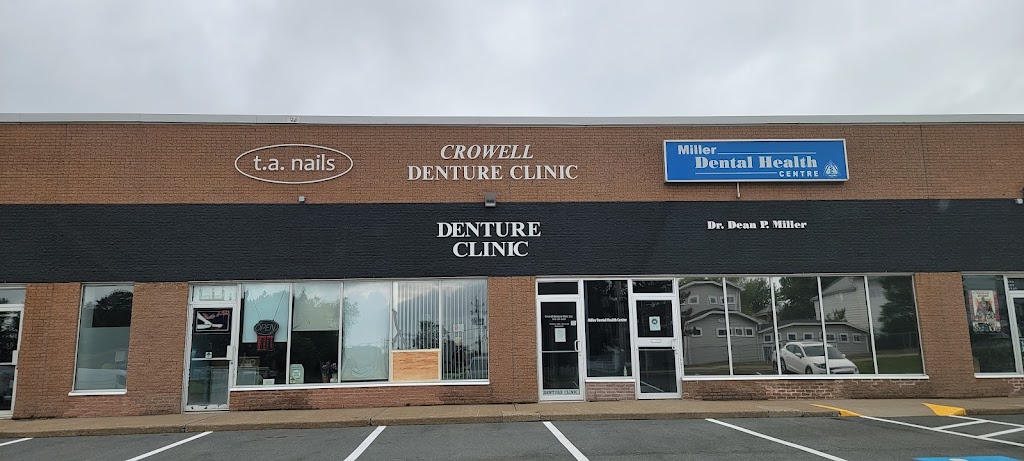 t.a. nails
CROWELL
DENTURE CLINIC
Miller
Dental Health
CENTRE
DENTURE
CLINIC
Dr. Dean P. Miller
OPEN
Miller Dental Health Centre
DENTURE CLINIC